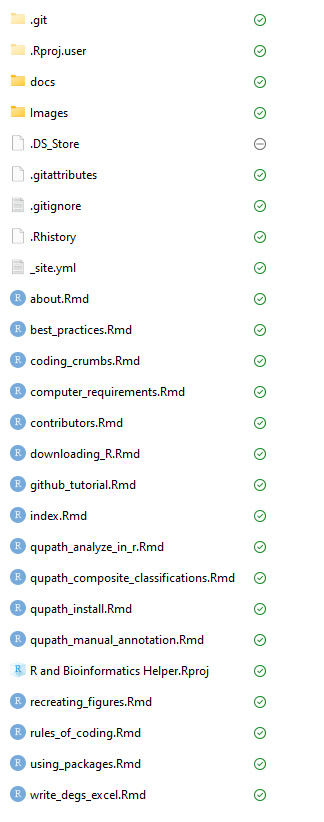 .git
.Rproj.user
docs
Images
.DS_Store
.gitattributes
.gitignore
.Rhistory
_site.yml
about.Rmd
best_practices.Rmd
coding_crumbs.Rmd
computer_requirements.Rmd
contributors.Rmd
downloading_R.Rmd
github_tutorial.Rmd
index.Rmd
qupath_analyze_in_r.Rmd
qupath_composite_classifications.Rmd
qupath_install.Rmd
qupath_manual_annotation.Rmd
R and Bioinformatics Helper.Rproj
recreating_figures.Rmd
rules_of_coding.Rmd
using_packages.Rmd
write_degs_excel.Rmd